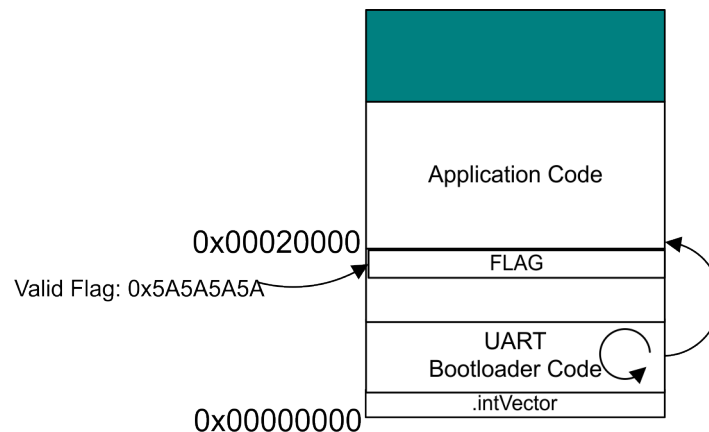 Application Code
0x00020000
FLAG
Valid Flag: 0x5A5A5A5A
UART
Bootloader Code
.intVector
0x00000000